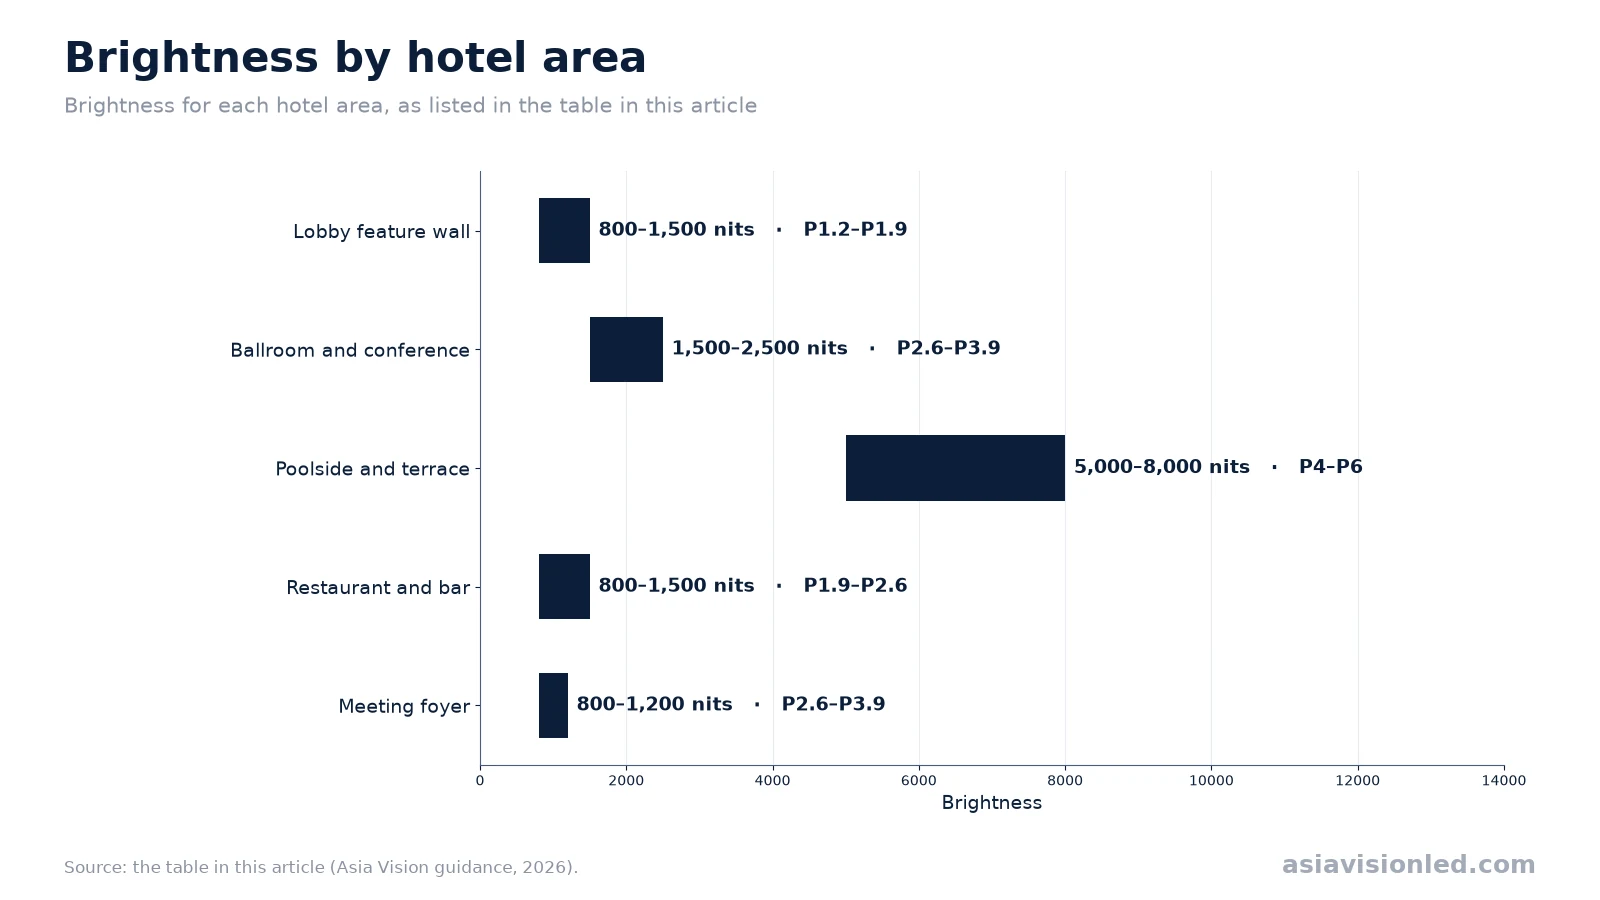 Brightness by hotel area
Brightness for each hotel area, as listed in the table in this article
Lobby feature wall
800–1,500 nits · P1.2–P1.9
Ballroom and conference
1,500–2,500 nits · P2.6–P3.9
Poolside and terrace
5,000–8,000 nits · P4–P6
Restaurant and bar
800–1,500 nits · P1.9–P2.6
Meeting foyer
800–1,200 nits · P2.6–P3.9
0 2000 4000 6000 8000 10000 12000 14000
Brightness
Source: the table in this article (Asia Vision guidance, 2026).
asiavisionled.com